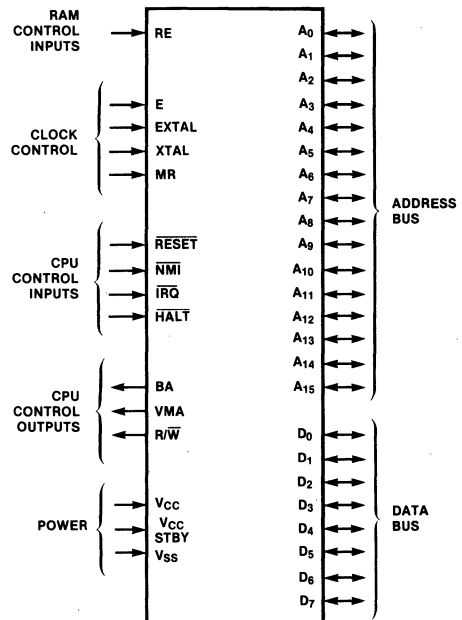 RAM
CONTROL
INPUTS
RE
CLOCK
CONTROL
E
EXTAL
XTAL
MR
CPU
CONTROL
INPUTS
RESET
NMI
IRQ
HALT
CPU
CONTROL
OUTPUTS
BA
VMA
R/W
POWER
VCC
VCC
STBY
VSS
A0
A1
A2
A3
A4
A5
A6
A7
A8
A9
A10
A11
A12
A13
A14
A15
ADDRESS
BUS
D0
D1
D2
D3
D4
D5
D6
D7
DATA
BUS